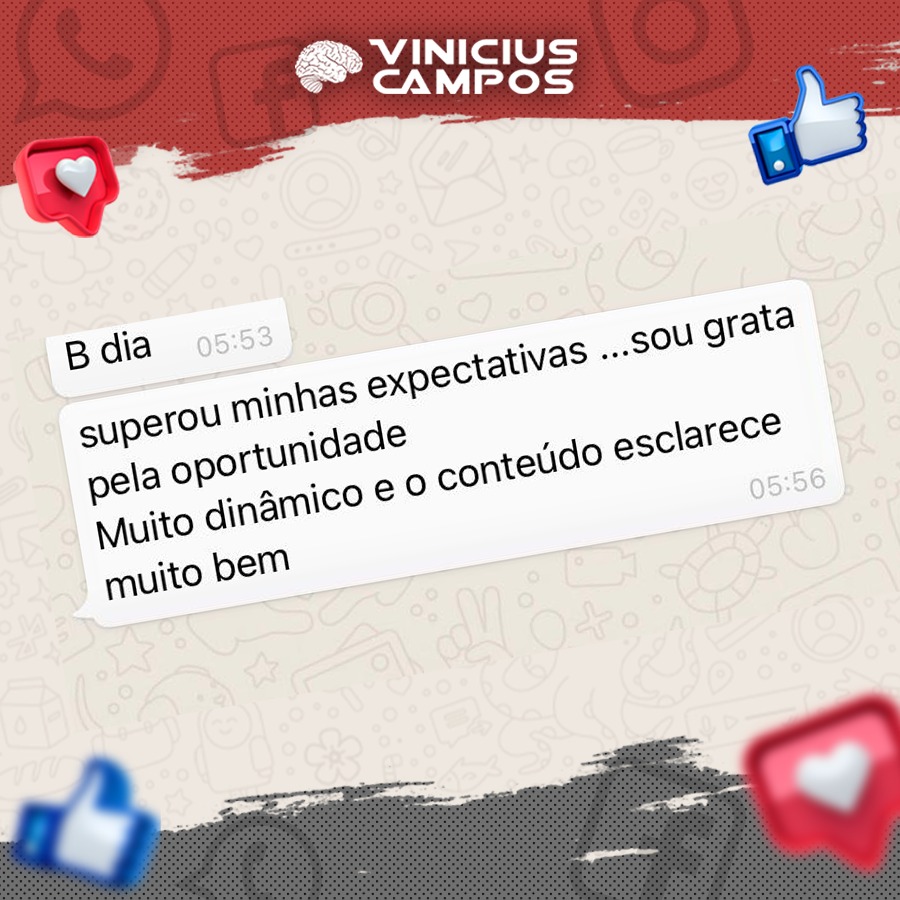 VINICIUS
CAMPOS
B dia 05:53
superou minhas expectativas ...sou grata
pela oportunidade
Muito dinâmico e o conteúdo esclarece
muito bem
05:56